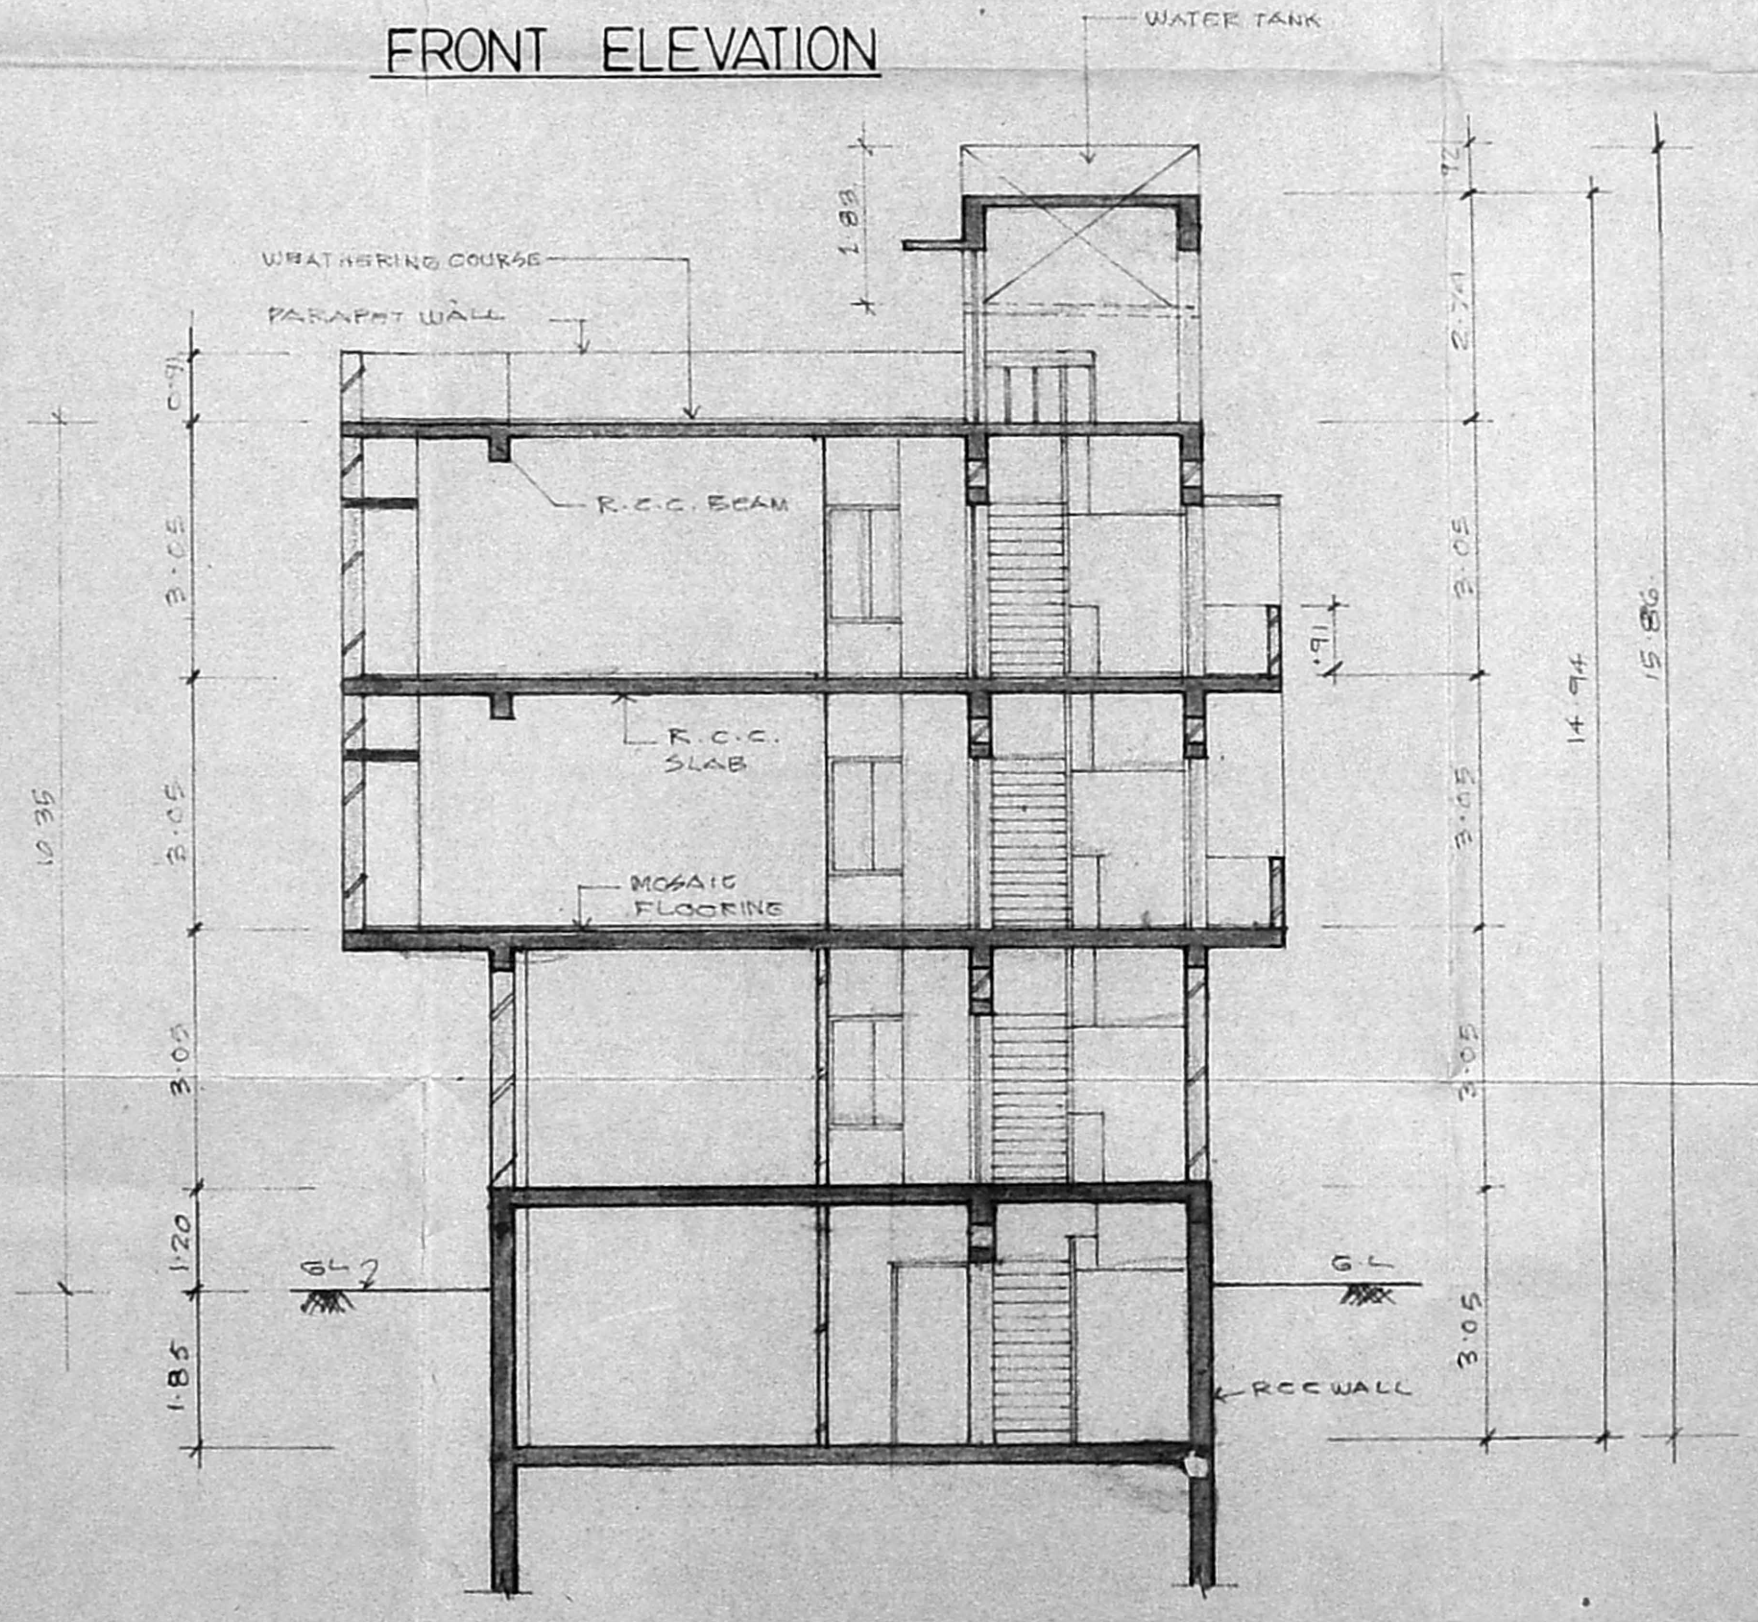 FRONT ELEVATION
WATER TANK
.92
1.83
WEATHERING COURSE
PARAPET WALL
2.74
0.91
R.C.C. BEAM
3.05
3.05
.91
15 86.
14.94
R.C.C.
SLAB
10 35
3.05
3.05
MOSAIC
FLOORING
3.05
3.05
1.20
GL
G.L
3.05
1.85
RCC WALL